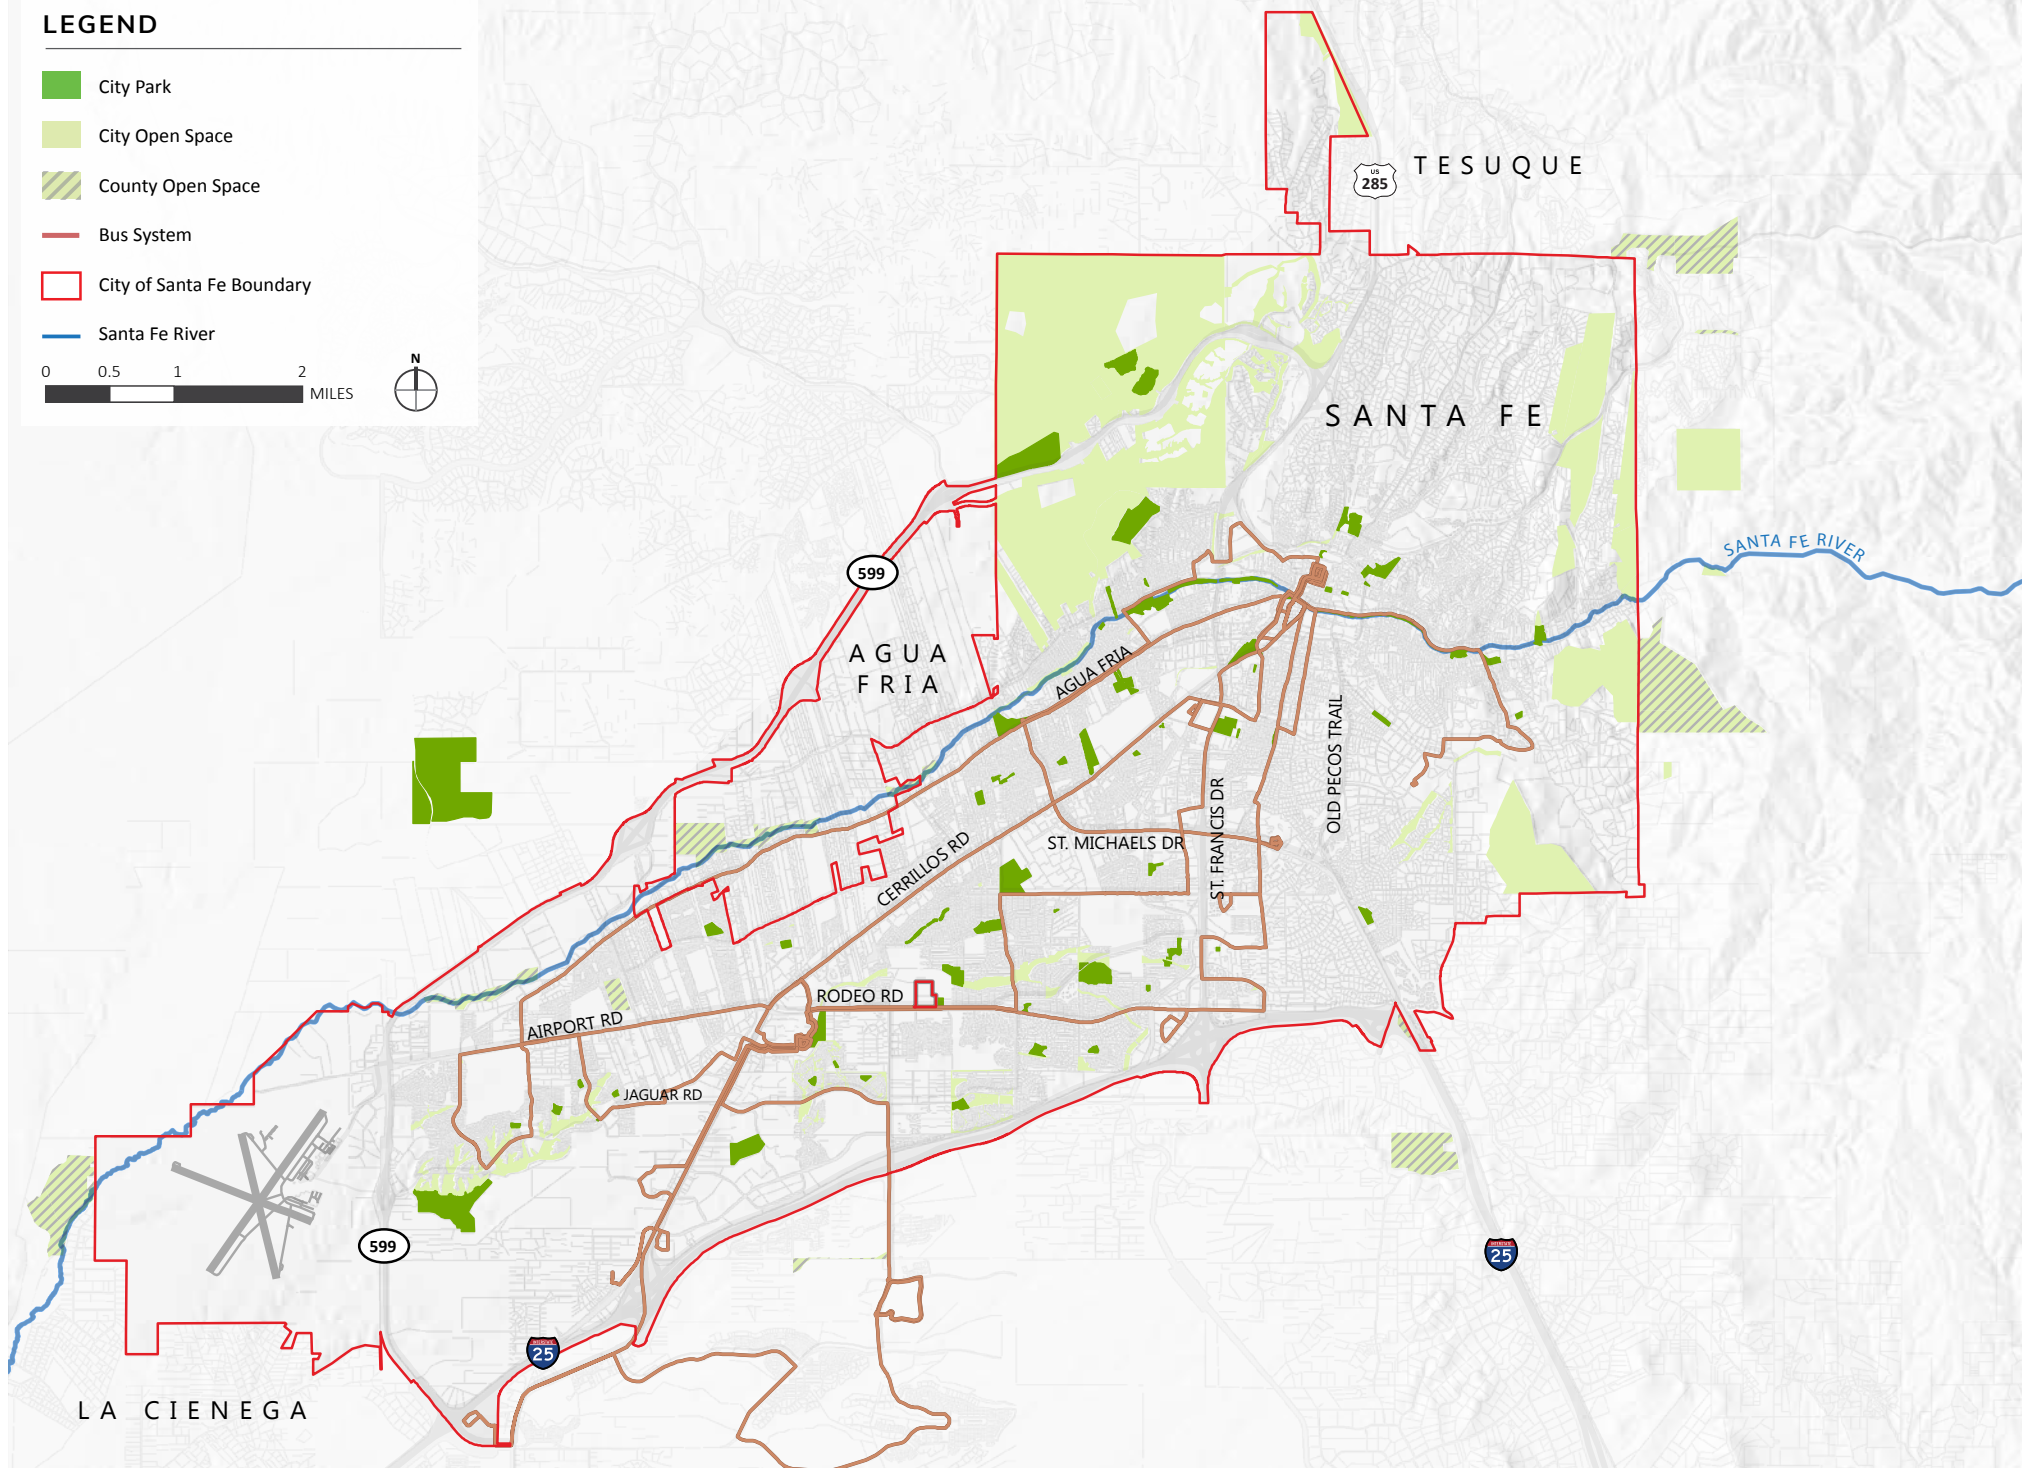 LEGEND
City Park
City Open Space
County Open Space
Bus System
City of Santa Fe Boundary
Santa Fe River
0 0.5 1 2
MILES
N
US
285
TESUQUE
SANTA FE
SANTA FE RIVER
599
AGUA
FRIA
AGUA FRIA
OLD PECOS TRAIL
ST. FRANCIS DR
ST. MICHAELS DR
CERRILLOS RD
RODEO RD
AIRPORT RD
JAGUAR RD
599
INTERSTATE
25
INTERSTATE
25
LA CIENEGA